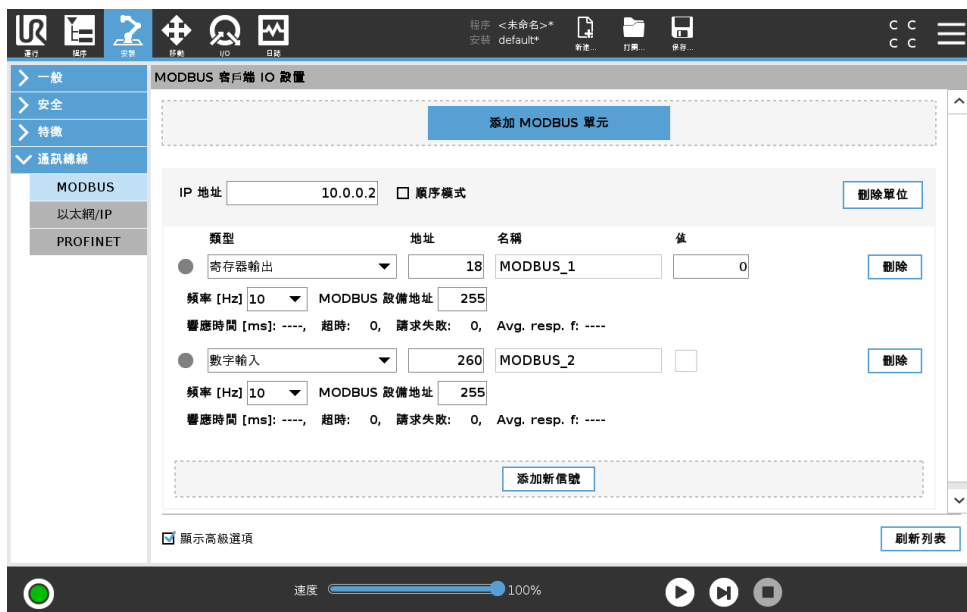 程序 <未命名>*
安裝 default*
運行 程序 安裝 移動 I/O 日誌 新建... 打開... 保存...
C C
C C
一般
安全
特徵
通訊總線
MODBUS
以太網/IP
PROFINET
MODBUS 客戶端 IO 設置
添加 MODBUS 單元
IP 地址 10.0.0.2 順序模式 刪除單位
類型 地址 名稱 值
寄存器輸出 18 MODBUS_1 0 刪除
頻率 [Hz] 10 MODBUS 設備地址 255
響應時間 [ms]: ----, 超時: 0, 請求失敗: 0, Avg. resp. f: ----
數字輸入 260 MODBUS_2 刪除
頻率 [Hz] 10 MODBUS 設備地址 255
響應時間 [ms]: ----, 超時: 0, 請求失敗: 0, Avg. resp. f: ----
添加新信號
顯示高級選項 刷新列表
速度 100%